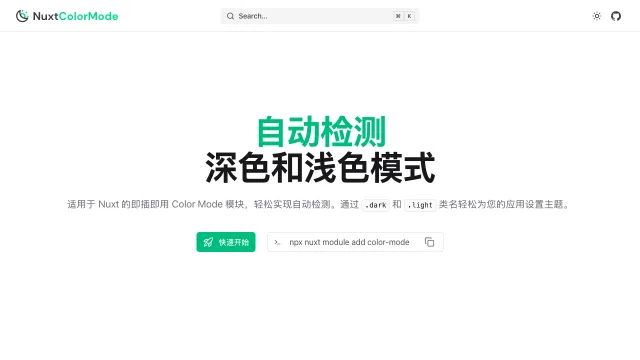 NuxtColorMode
Search...
⌘ K
自动检测
深色和浅色模式
适用于 Nuxt 的即插即用 Color Mode 模块，轻松实现自动检测。通过 .dark 和 .light 类名轻松为您的应用设置主题。
快速开始
npx nuxt module add color-mode